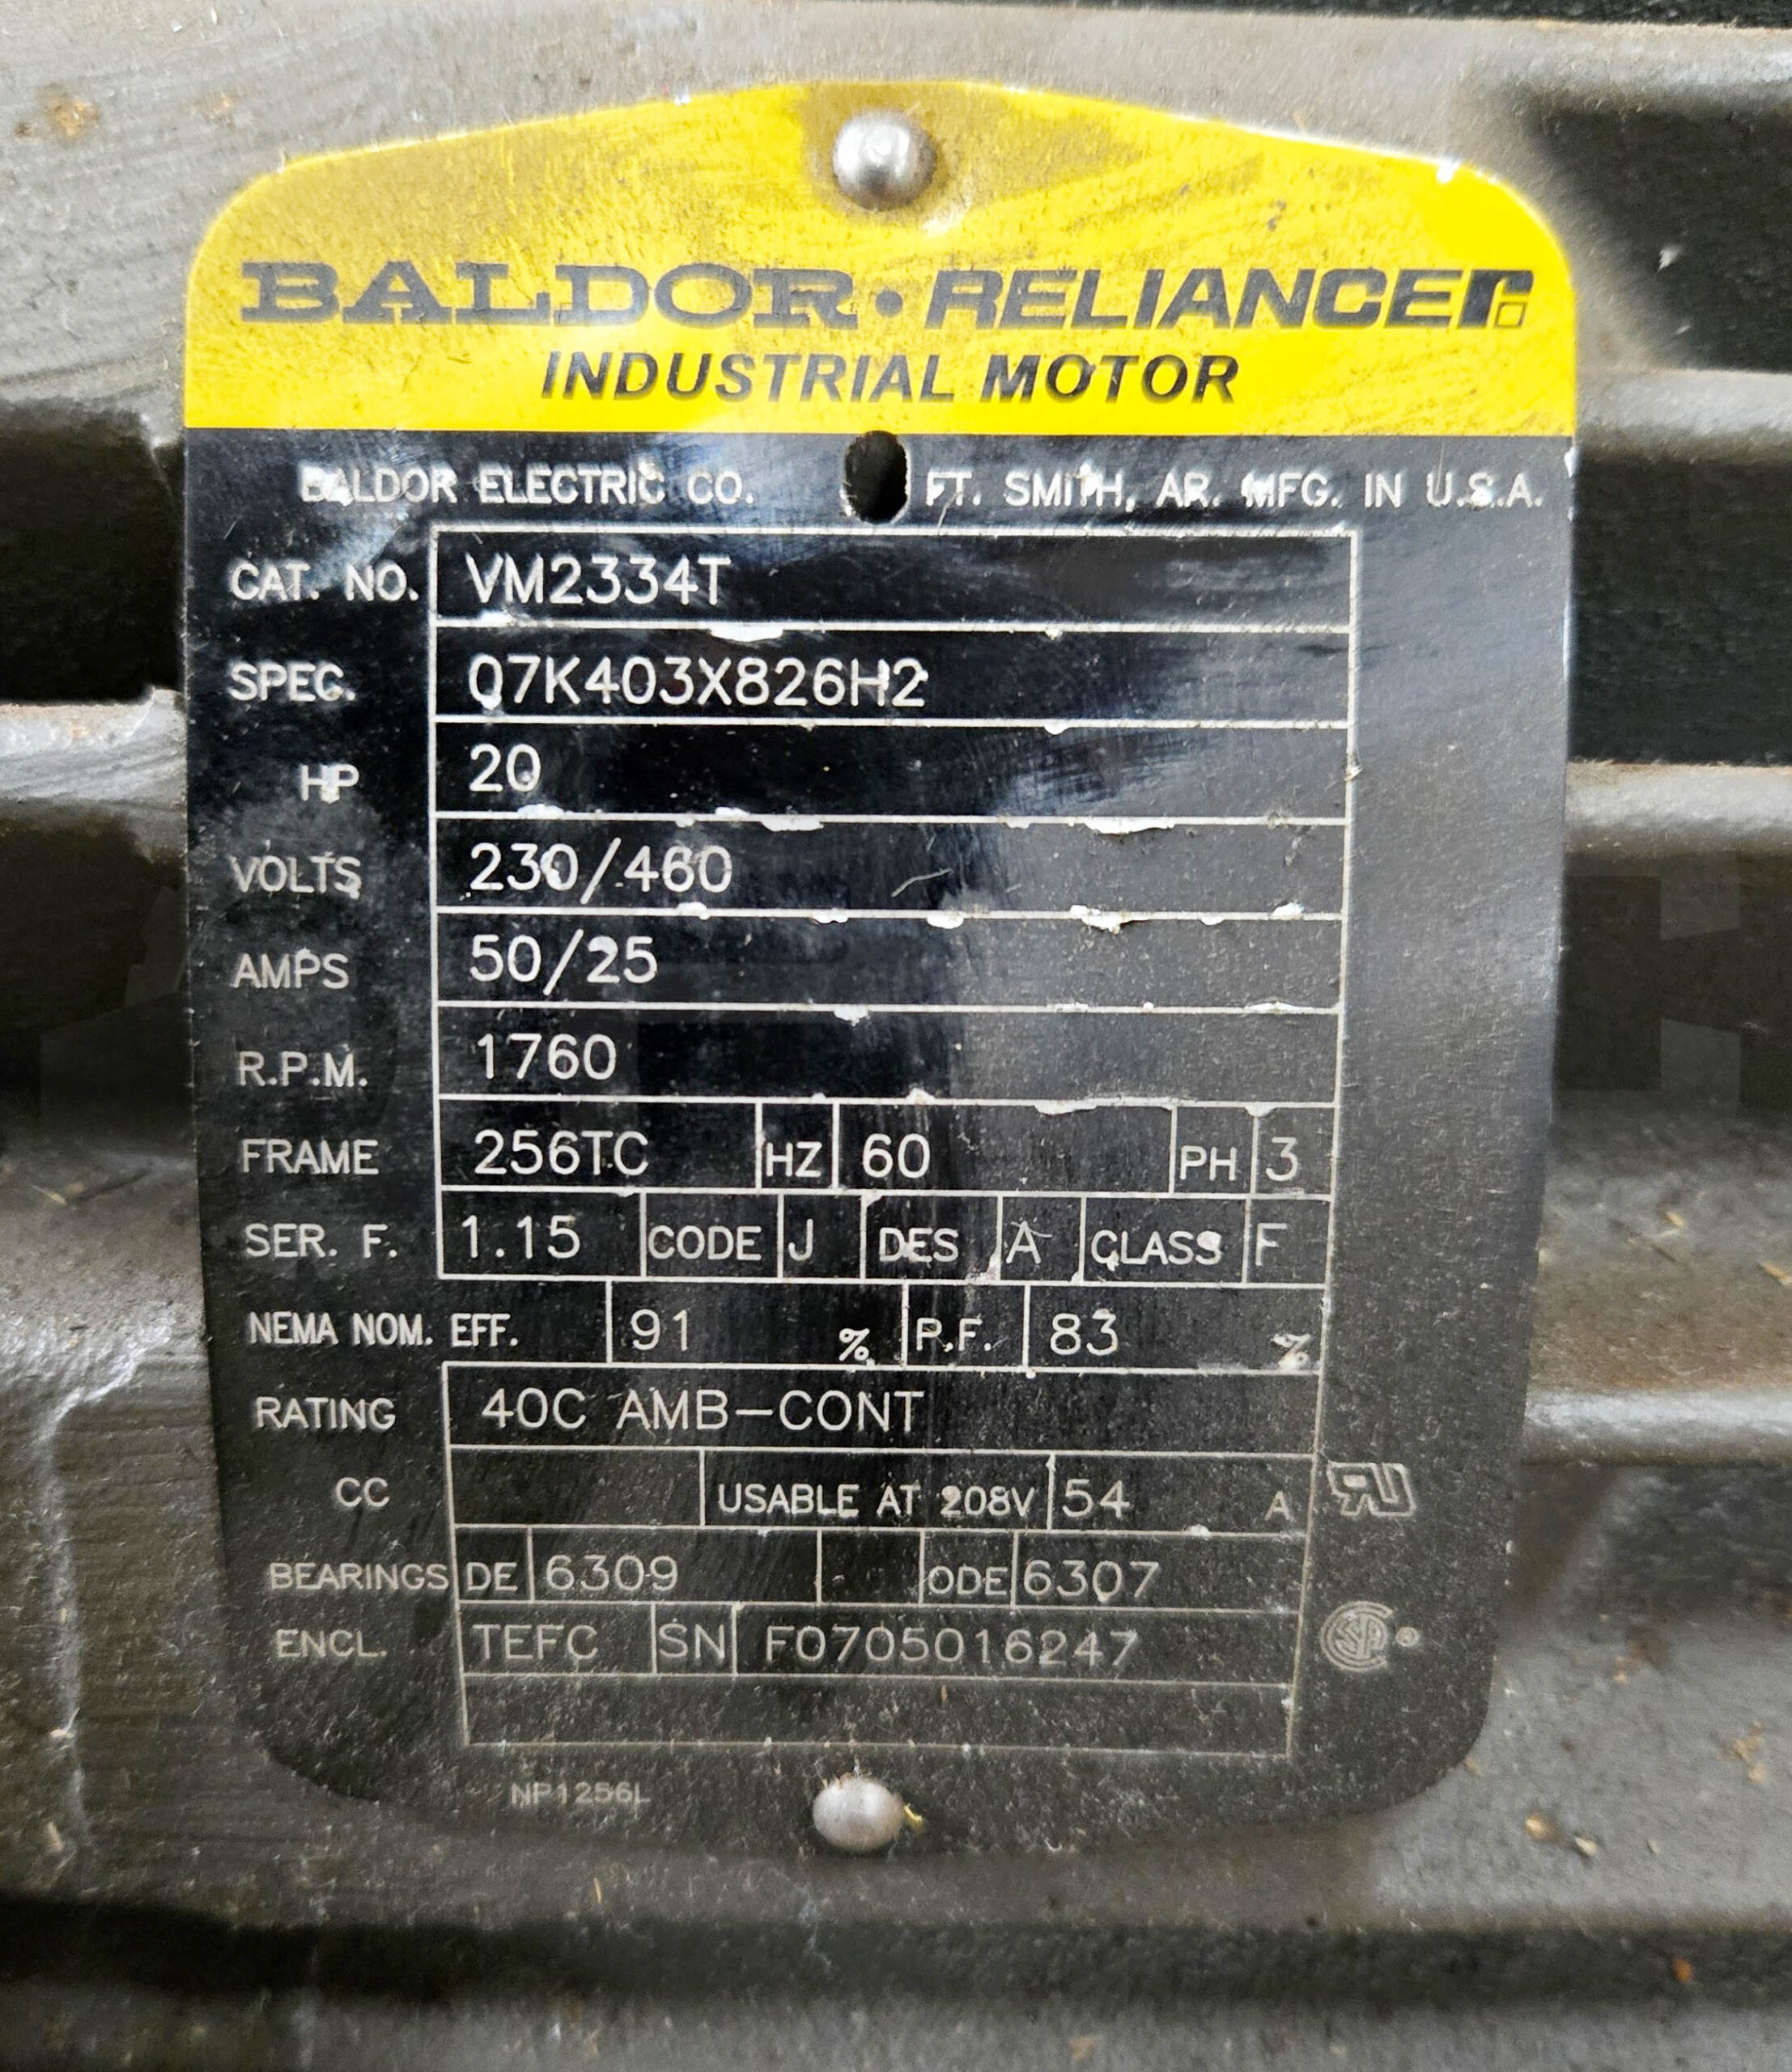 BALDOR • RELIANCER
INDUSTRIAL MOTOR
BALDOR ELECTRIC CO. FT. SMITH, AR. MFG. IN U.S.A.
CAT. NO. VM2334T
SPEC. 07K403X826H2
HP 20
VOLTS 230/460
AMPS 50/25
R.P.M. 1760
FRAME 256TC HZ 60 PH 3
SER. F. 1.15 CODE J DES A CLASS F
NEMA NOM. EFF. 91 % P.F. 83 %
RATING 40C AMB-CONT
CC USABLE AT 208V 54 A
BEARINGS DE 6309 ODE 6307
ENCL. TEFC SN F0705016247
NP1256L